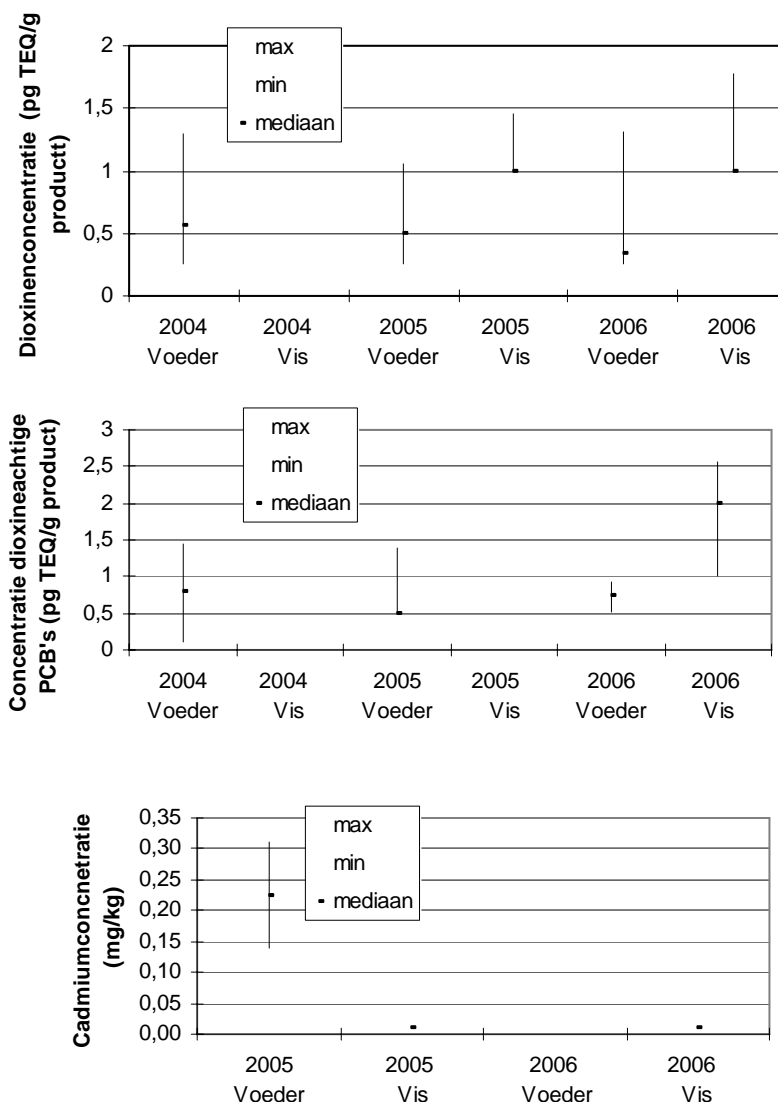 Dioxinenconcentratie (pg TEQ/g
productt)
2
1,5
1
0,5
0
max
min
mediaan
2004 2004 2005 2005 2006 2006
Voeder Vis Voeder Vis Voeder Vis
Concentratie dioxineachtige
PCB's (pg TEQ/g product)
3
2,5
2
1,5
1
0,5
0
max
min
mediaan
2004 2004 2005 2005 2006 2006
Voeder Vis Voeder Vis Voeder Vis
Cadmiumconcnetratie
(mg/kg)
0,35
0,30
0,25
0,20
0,15
0,10
0,05
0,00
max
min
mediaan
2005 2005 2006 2006
Voeder Vis Voeder Vis